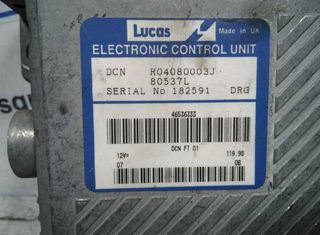 Lucas
Made in UK
ELECTRONIC CONTROL UNIT
DCN R04080003J
80537L
SERIAL No 182591 DRG
46536333
DCN FT 01
12V= 119.98
07 0B